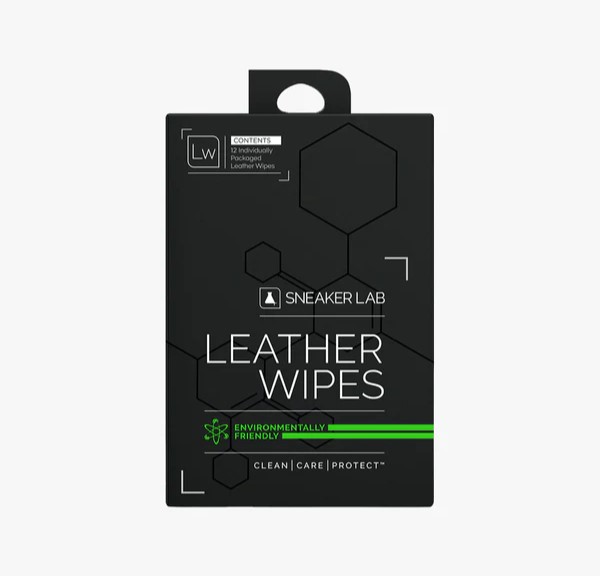 Lw
CONTENTS
12 Individually
Packaged
Leather Wipes
SNEAKER LAB
LEATHER
WIPES
ENVIRONMENTALLY
FRIENDLY
CLEAN | CARE | PROTECT™